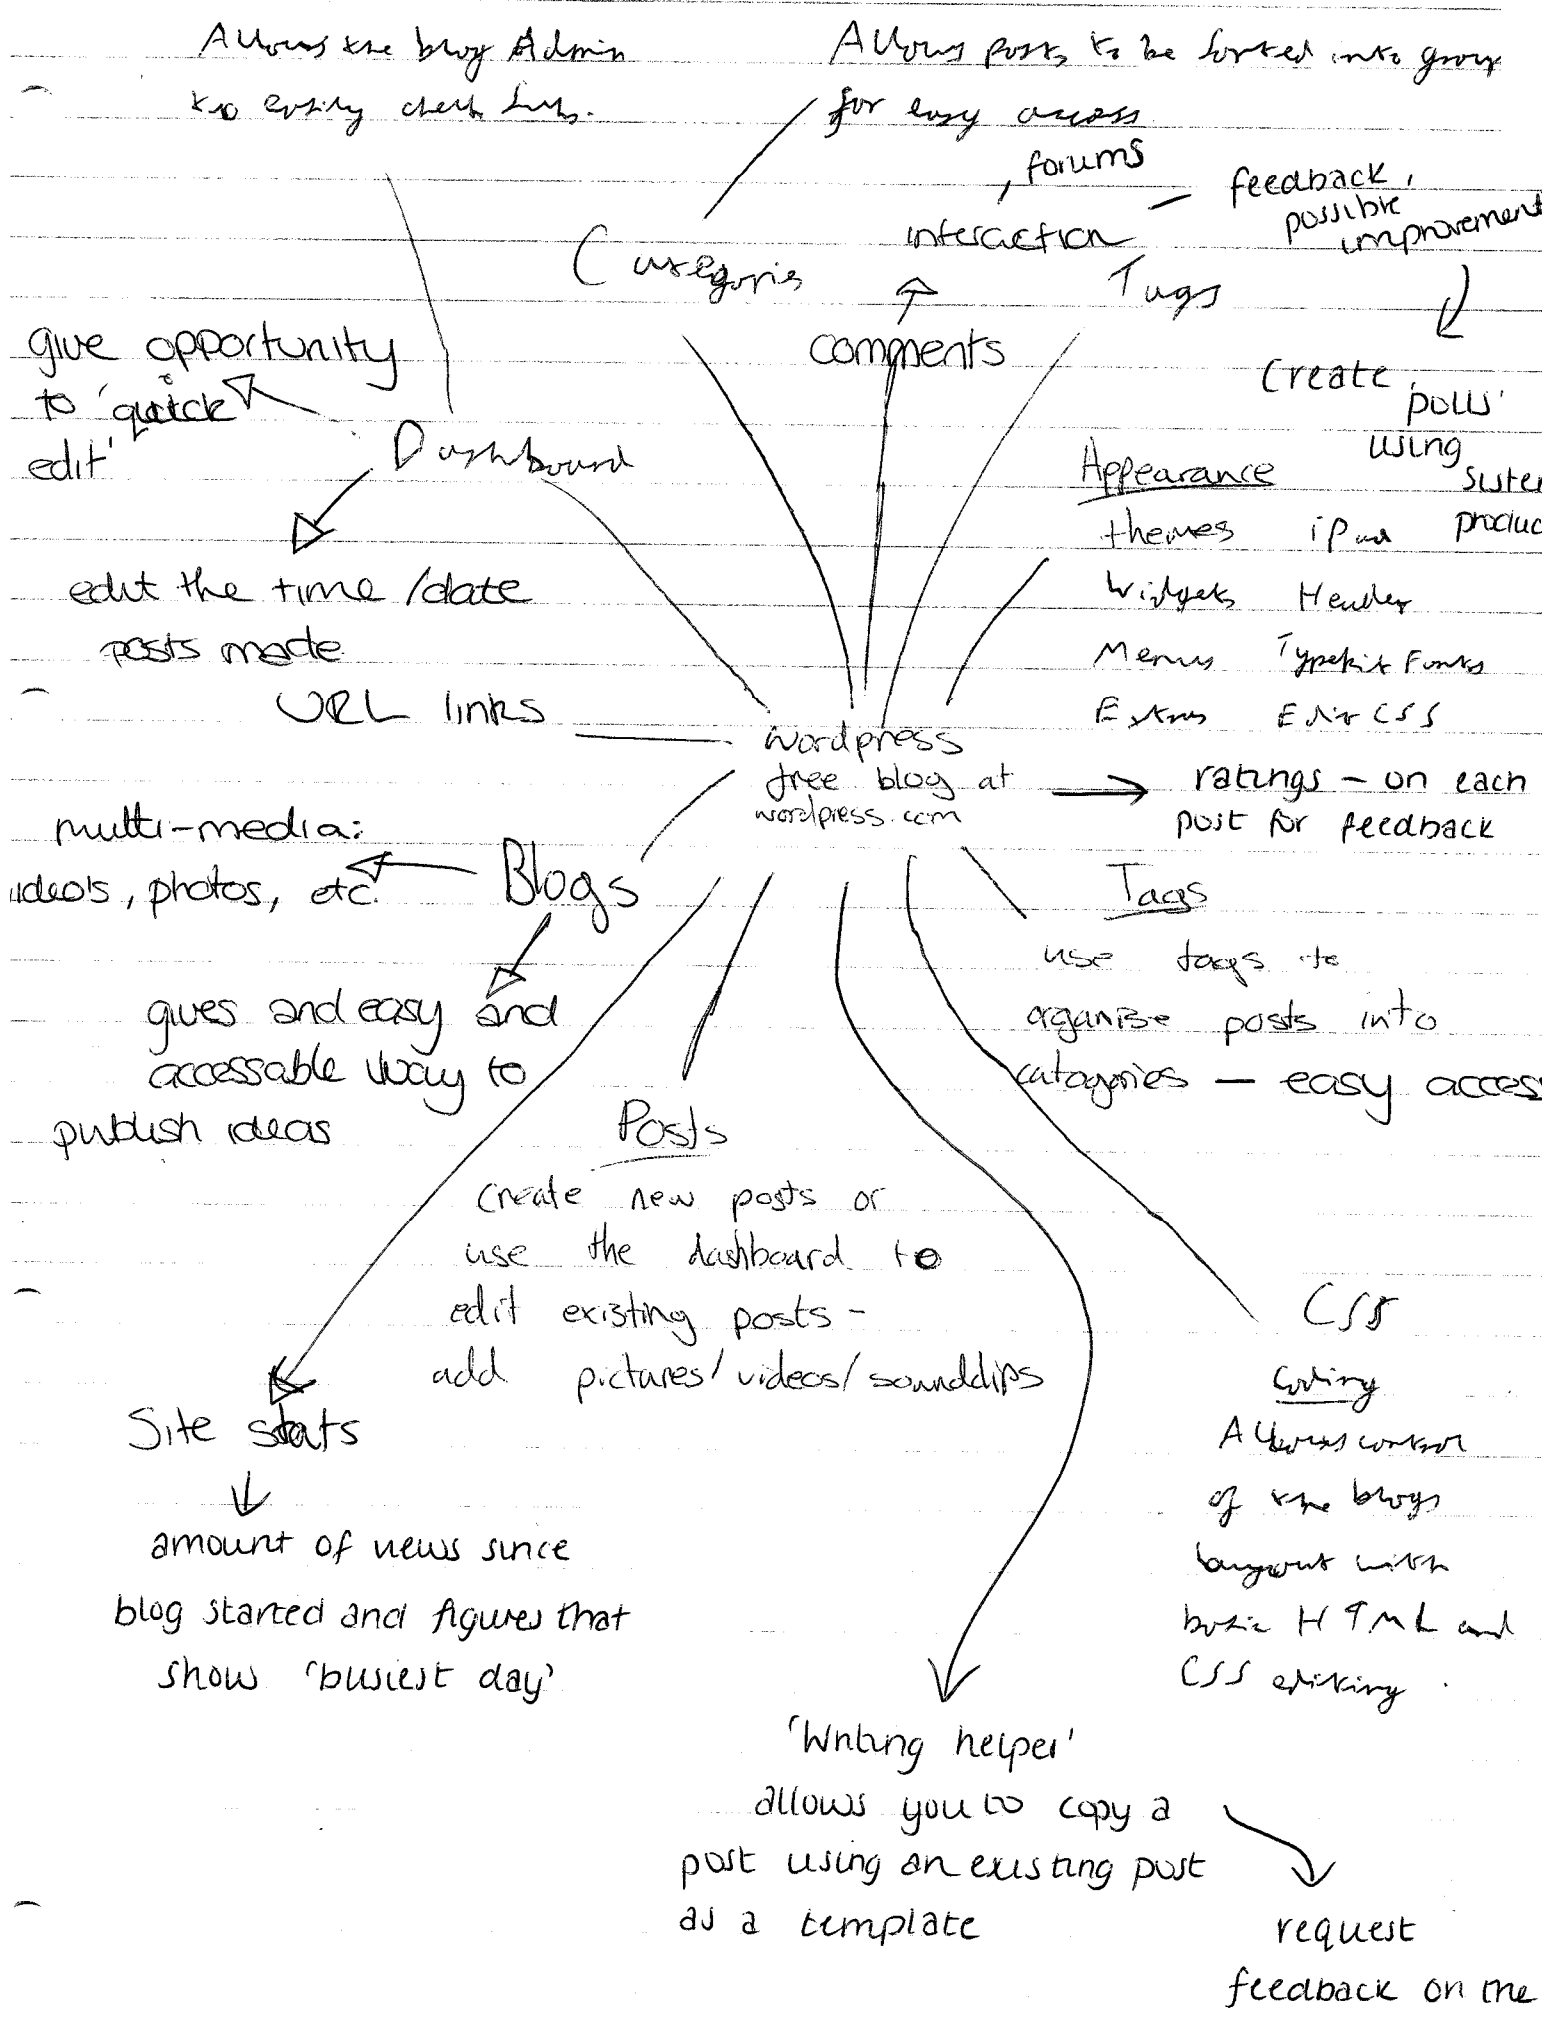 Allows the blog Admin
to easily check
Allows posts to be sorted into group
for easy access
forums
interaction
feedback,
possible
improvement
Categories
Tugs
comments
give opportunity
to 'quick
edit'
Dashboard
Create
'polls'
using
sister
produc
edit the time/date
posts made
Appearance
themes iPad
Widgets Header
Menus Typekit Fonts
Extras Edit CSS
URL links
wordpress
free blog at
wordpress.com
ratings – on each
post for feedback
multi-media:
ideo's, photos, etc.
Blogs
gives and easy and
accessable way to
publish ideas
Tags
use tags to
organise posts into
catagories – easy acces
Posts
Create new posts or
use the dashboard to
edit existing posts –
add pictures/videos/soundclips
CSS
Coding
Allows control
of the blogs
layout with
basic HTML and
CSS editing.
Site stats
amount of views since
blog started and figures that
show 'busiest day'
'Writing helper'
allows you to copy a
post using an existing post
as a template
request
feedback on the